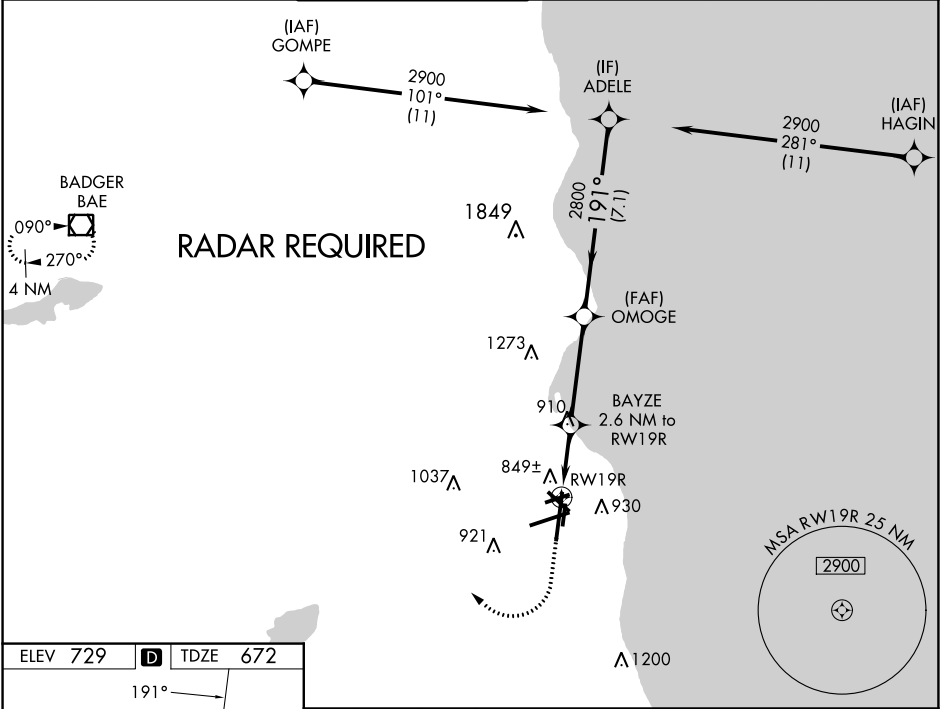 (IAF)
GOMPE
2900
101°
(11)
(IF)
ADELE
(IAF)
HAGIN
2900
281°
(11)
BADGER
BAE
090°
270°
4 NM
RADAR REQUIRED
1849
2800
191°
(7.1)
(FAF)
OMOGE
1273
910
BAYZE
2.6 NM to
RW19R
849±
RW19R
1037
930
921
MSA RW19R 25 NM
2900
1200
ELEV 729 D TDZE 672
191°